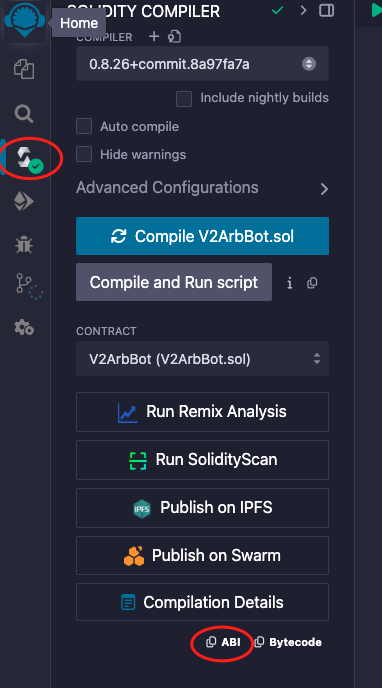 SOLIDITY COMPILER
Home
COMPILER
0.8.26+commit.8a97fa7a
Include nightly builds
Auto compile
Hide warnings
Advanced Configurations
Compile V2ArbBot.sol
Compile and Run script
i
CONTRACT
V2ArbBot (V2ArbBot.sol)
Run Remix Analysis
Run SolidityScan
IPFS
Publish on IPFS
Publish on Swarm
Compilation Details
ABI
Bytecode